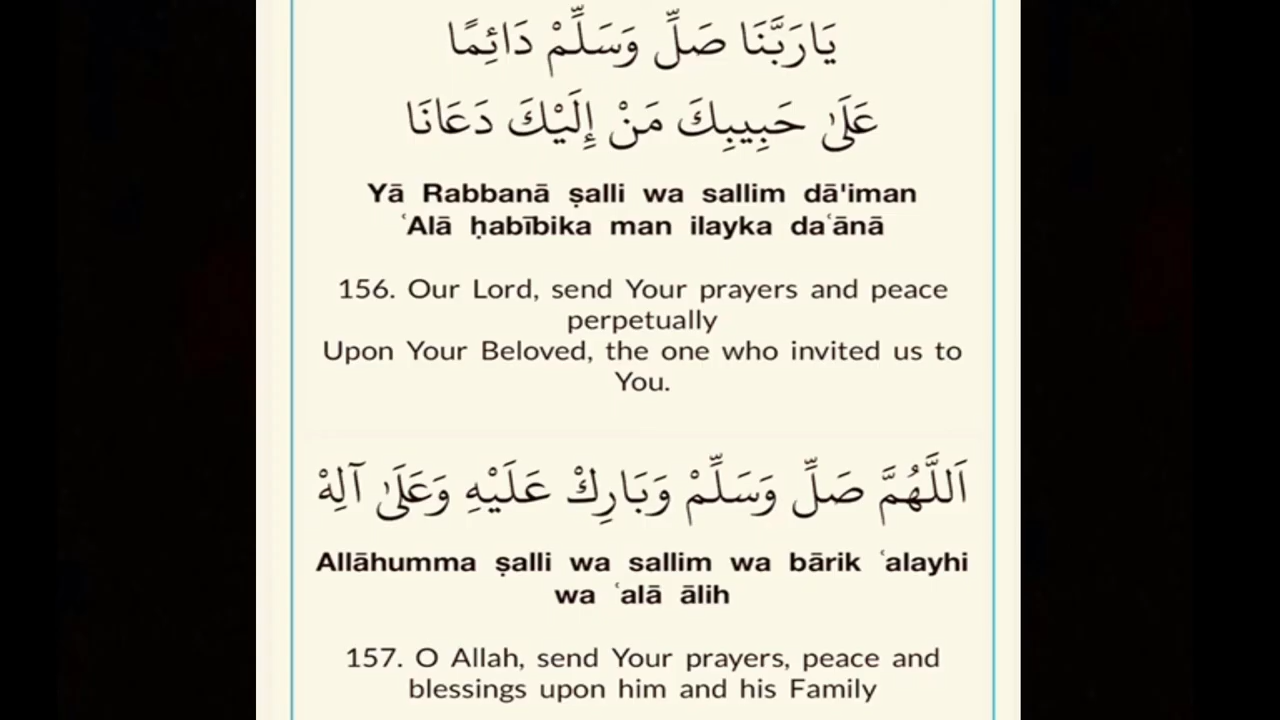 يَارَبَّنَا صَلِّ وَسَلِّمْ دَائِمًا
عَلَىٰ حَبِيبِكَ مَنْ إِلَيْكَ دَعَانَا
Yā Rabbanā ṣalli wa sallim dā'iman
ʿAlā ḥabībika man ilayka daʿānā
156. Our Lord, send Your prayers and peace
perpetually
Upon Your Beloved, the one who invited us to
You.
اَللَّهُمَّ صَلِّ وَسَلِّمْ وَبَارِكْ عَلَيْهِ وَعَلَىٰ آلِهْ
Allāhumma ṣalli wa sallim wa bārik ʿalayhi
wa ʿalā ālih
157. O Allah, send Your prayers, peace and
blessings upon him and his Family